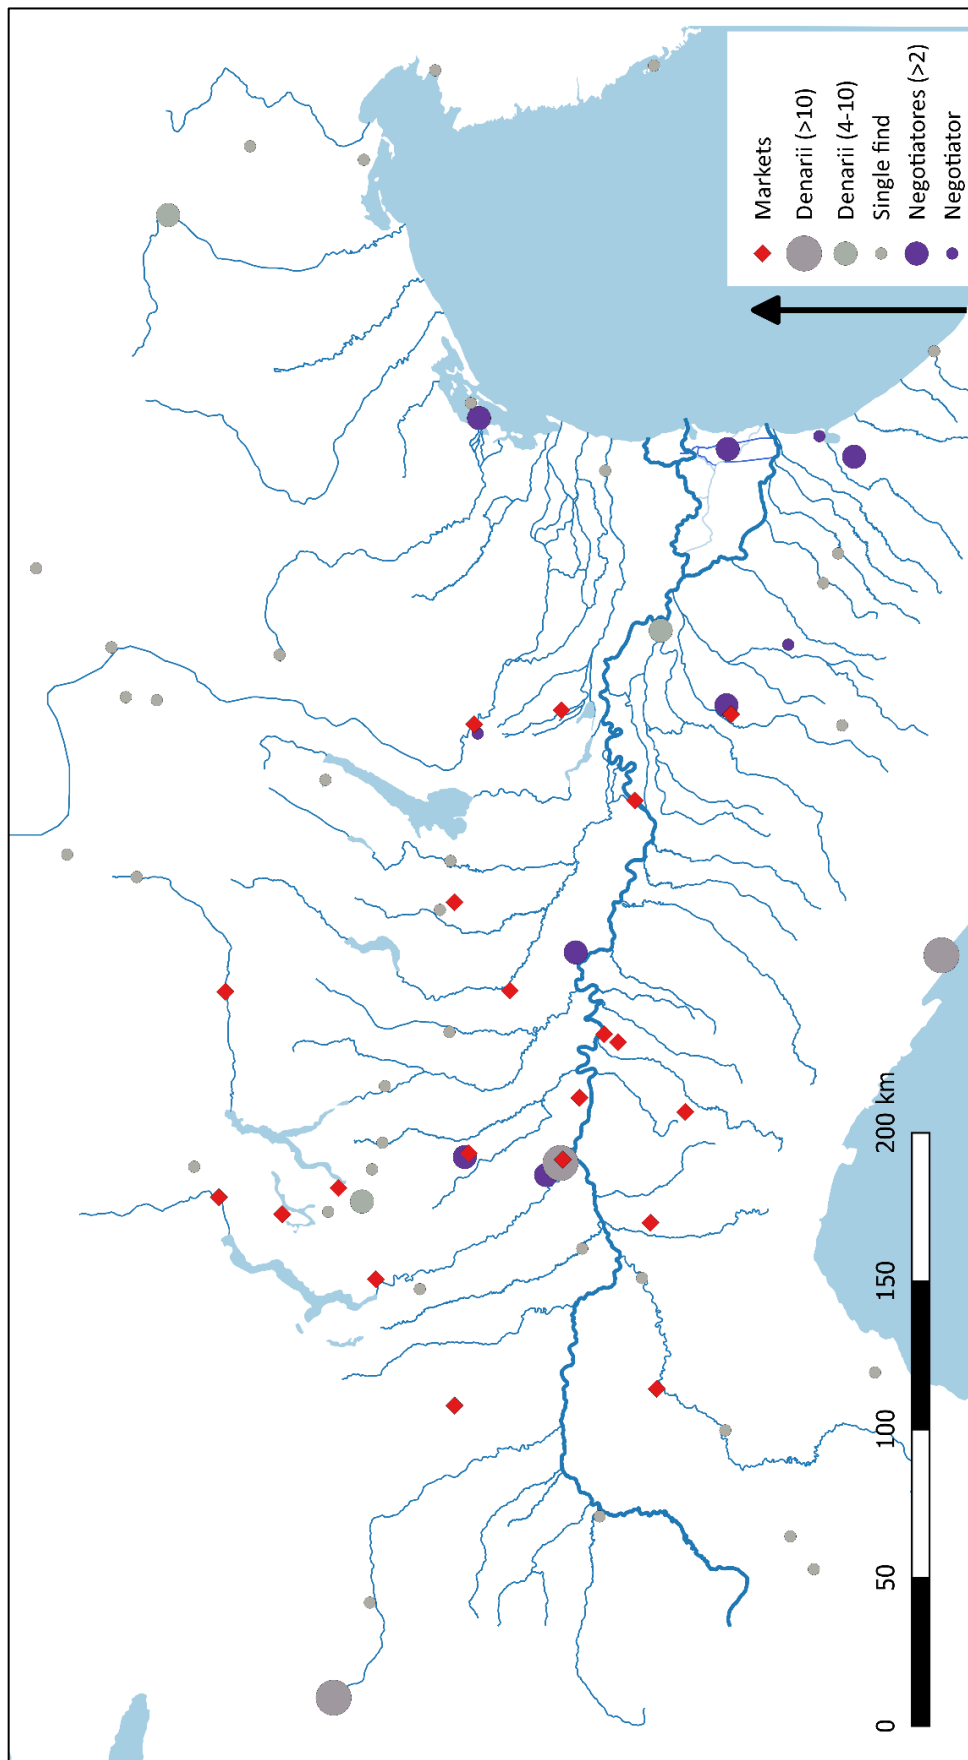 Markets
Denarii (>10)
Denarii (4-10)
Single find
Negotiatores (>2)
Negotiator
0 50 100 150 200 km